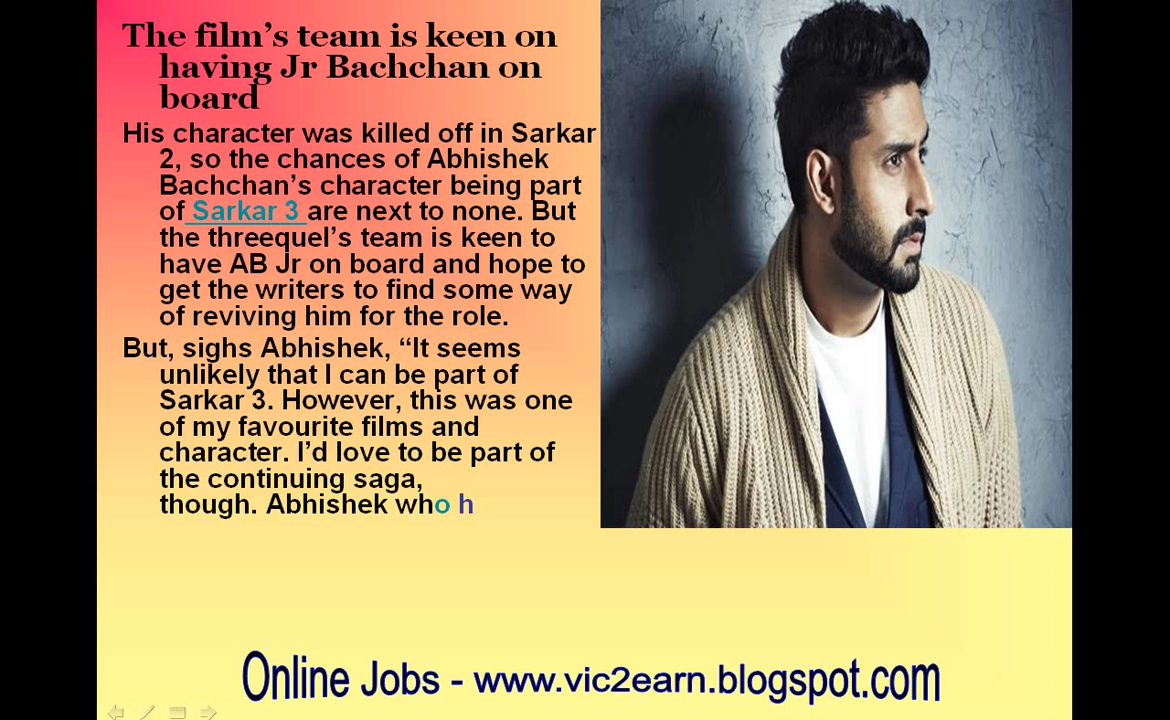 The film’s team is keen on
having Jr Bachchan on
board
His character was killed off in Sarkar
2, so the chances of Abhishek
Bachchan’s character being part
of Sarkar 3 are next to none. But
the threequel’s team is keen to
have AB Jr on board and hope to
get the writers to find some way
of reviving him for the role.
But, sighs Abhishek, “It seems
unlikely that I can be part of
Sarkar 3. However, this was one
of my favourite films and
character. I’d love to be part of
the continuing saga,
though. Abhishek who h
Online Jobs - www.vic2earn.blogspot.com